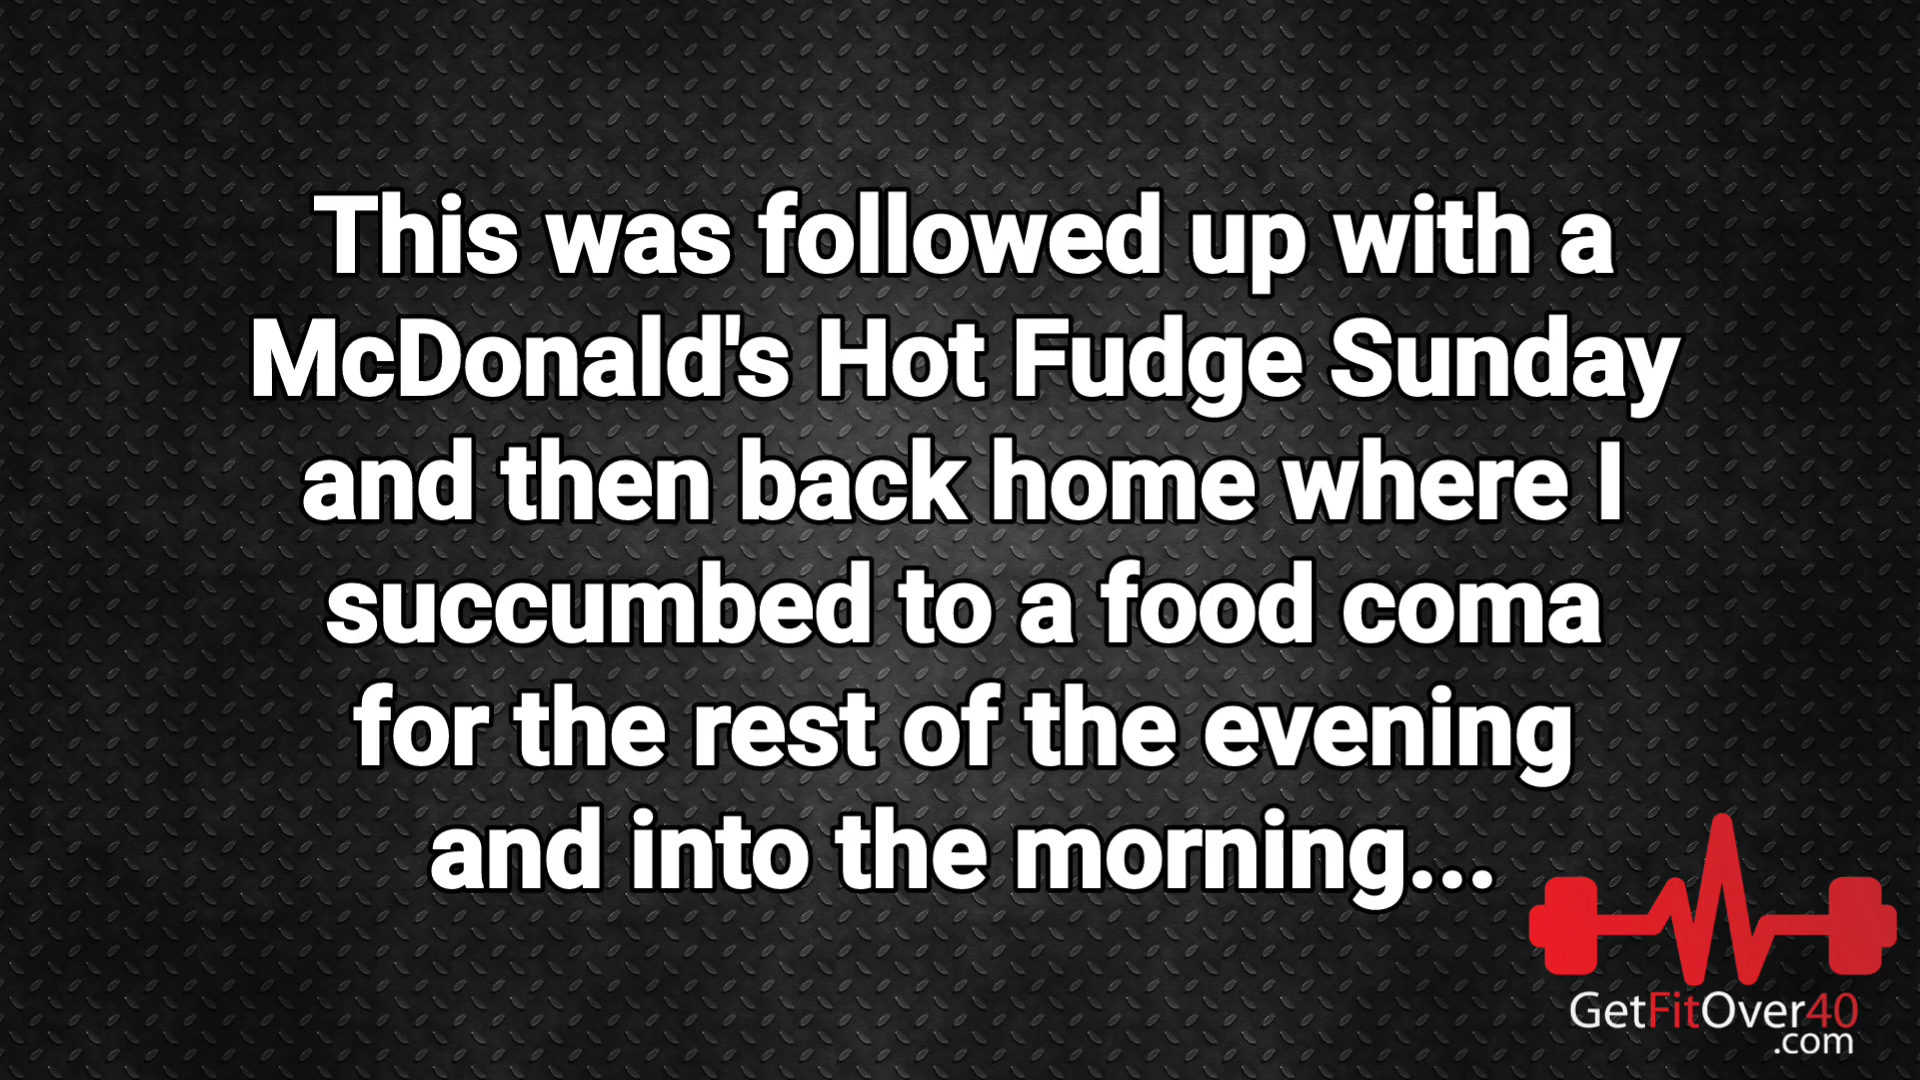 This was followed up with a
McDonald's Hot Fudge Sunday
and then back home where I
succumbed to a food coma
for the rest of the evening
and into the morning...
GetFitOver40
.com